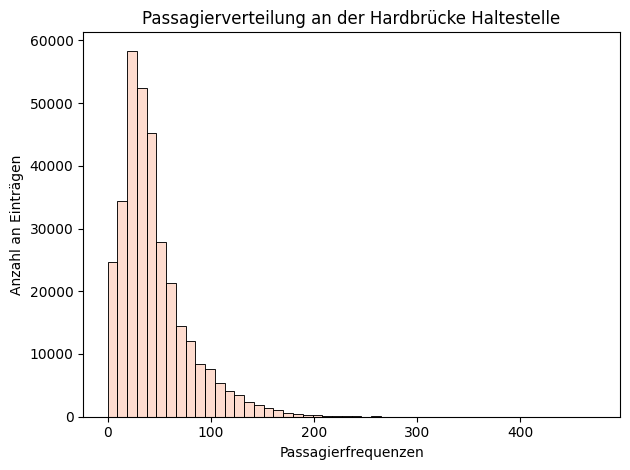 Passagierverteilung an der Hardbrücke Haltestelle
60000
50000
40000
30000
20000
10000
0
Anzahl an Einträgen
0 100 200 300 400
Passagierfrequenzen